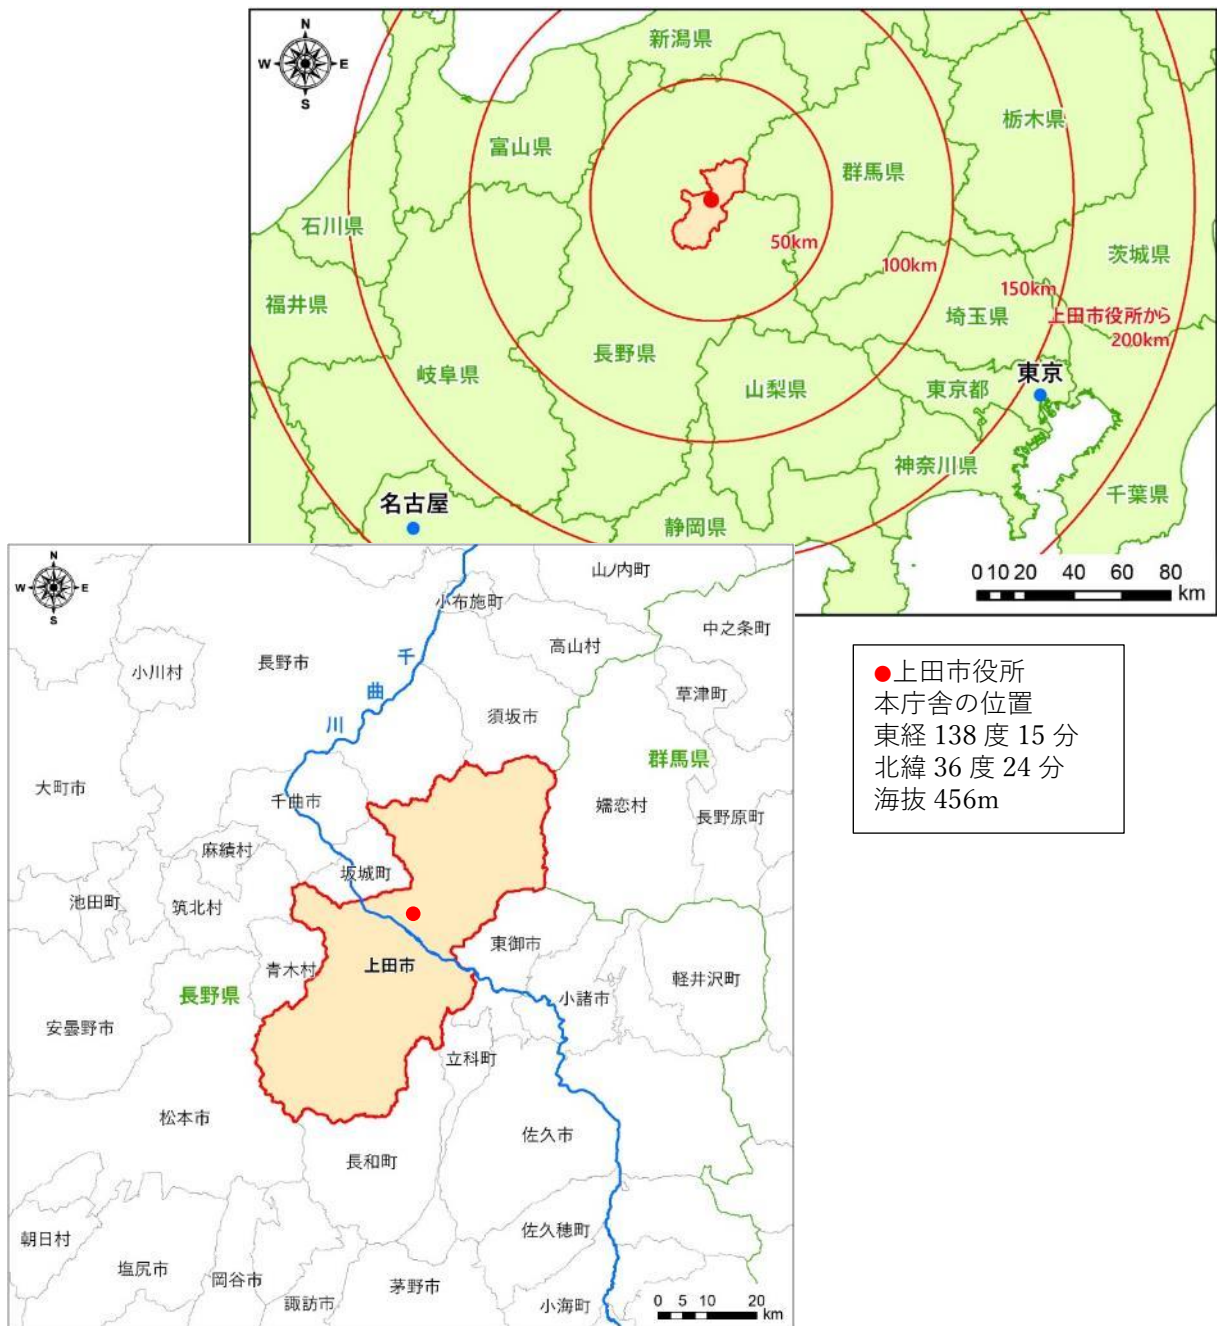 N
W E
S
新潟県
富山県
栃木県
群馬県
石川県
50km
100km
茨城県
福井県
150km
埼玉県
上田市役所から
200km
長野県
岐阜県
山梨県
東京都
東京
神奈川県
名古屋
千葉県
静岡県
0 10 20 40 60 80
km
N
W E
S
山ノ内町
小布施町
中之条町
高山村
小川村
長野市
千
曲
川
草津町
須坂市
群馬県
大町市
千曲市
嬬恋村
長野原町
麻績村
坂城町
池田町
筑北村
東御市
青木村
上田市
軽井沢町
長野県
小諸市
安曇野市
立科町
松本市
佐久市
長和町
佐久穂町
朝日村
塩尻市
岡谷市
茅野市
諏訪市
小海町
0 5 10 20
km
●上田市役所
本庁舎の位置
東経 138 度 15 分
北緯 36 度 24 分
海抜 456m